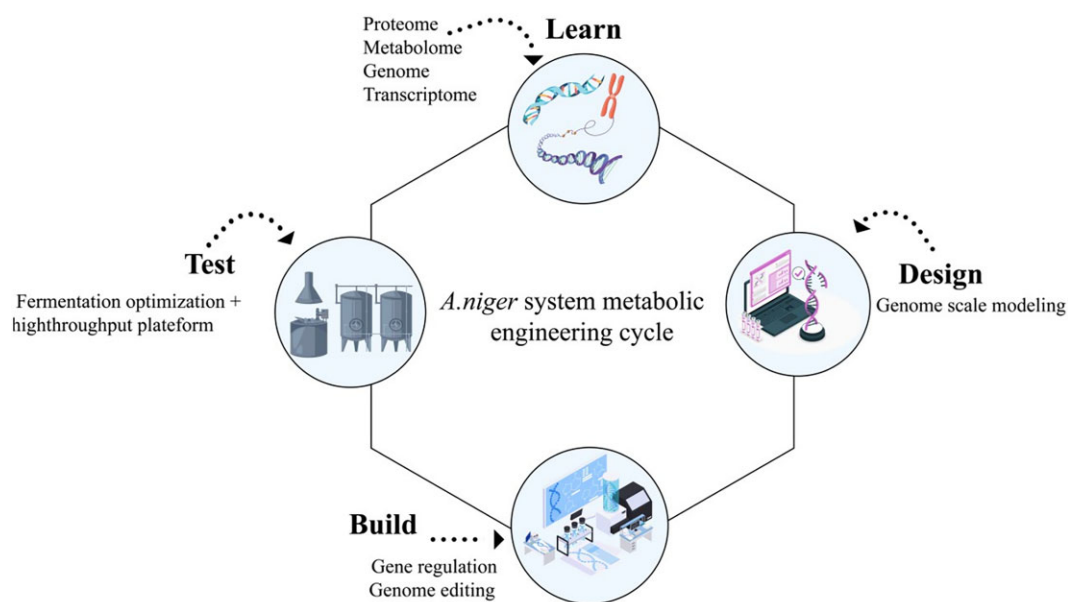 Proteome
Metabolome
Genome
Transcriptome
Learn
Test
Fermentation optimization +
highthroughput plateform
A.niger system metabolic
engineering cycle
Design
Genome scale modeling
Build
Gene regulation
Genome editing